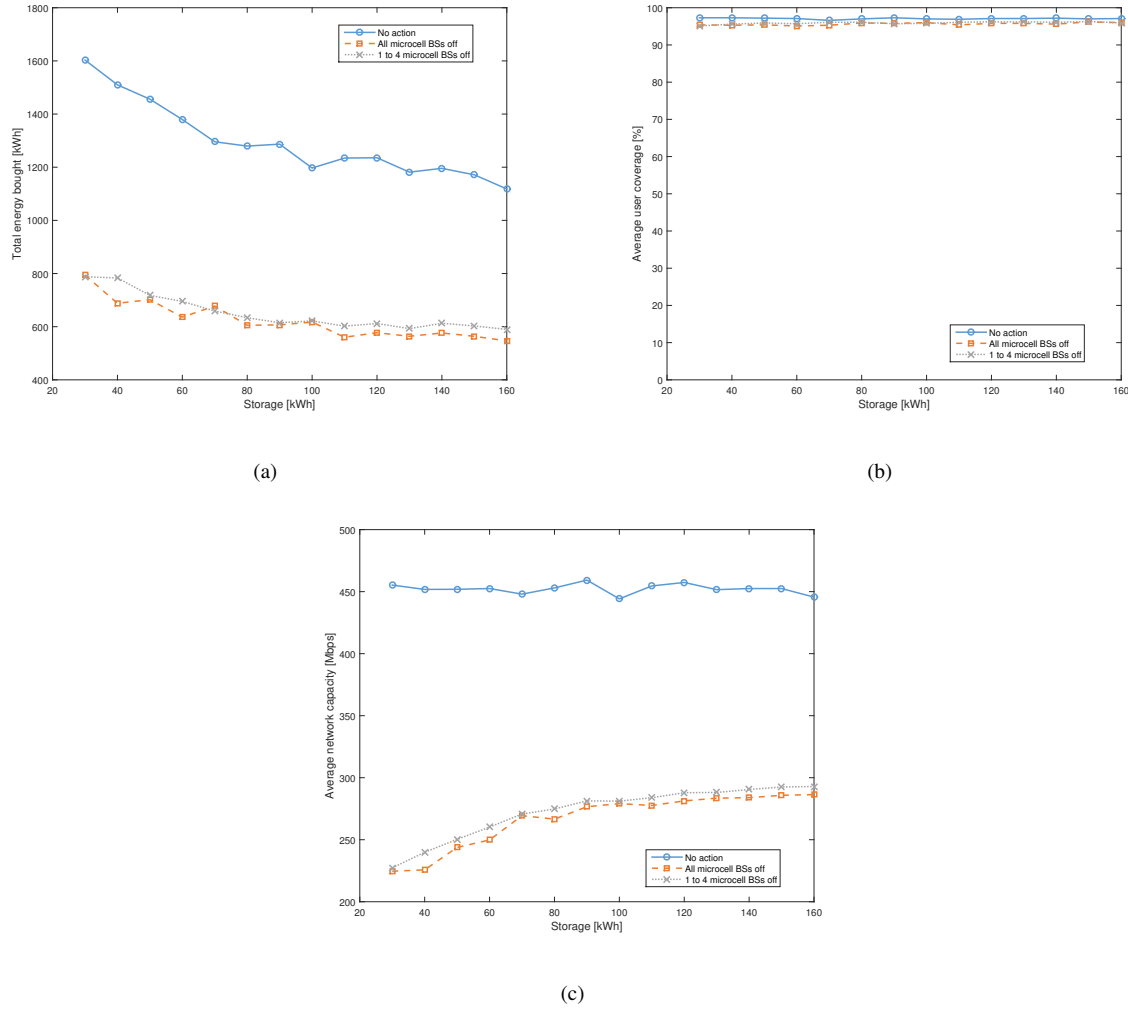 1800
1600
1400
1200
1000
800
600
400
Total energy bought [kWh]
No action
All microcell BSs off
1 to 4 microcell BSs off
20 40 60 80 100 120 140 160
Storage [kWh]
(a)
100
90
80
70
60
50
40
30
20
10
0
Average user coverage [%]
No action
All microcell BSs off
1 to 4 microcell BSs off
20 40 60 80 100 120 140 160
Storage [kWh]
(b)
500
450
400
350
300
250
200
Average network capacity [Mbps]
No action
All microcell BSs off
1 to 4 microcell BSs off
20 40 60 80 100 120 140 160
Storage [kWh]
(c)